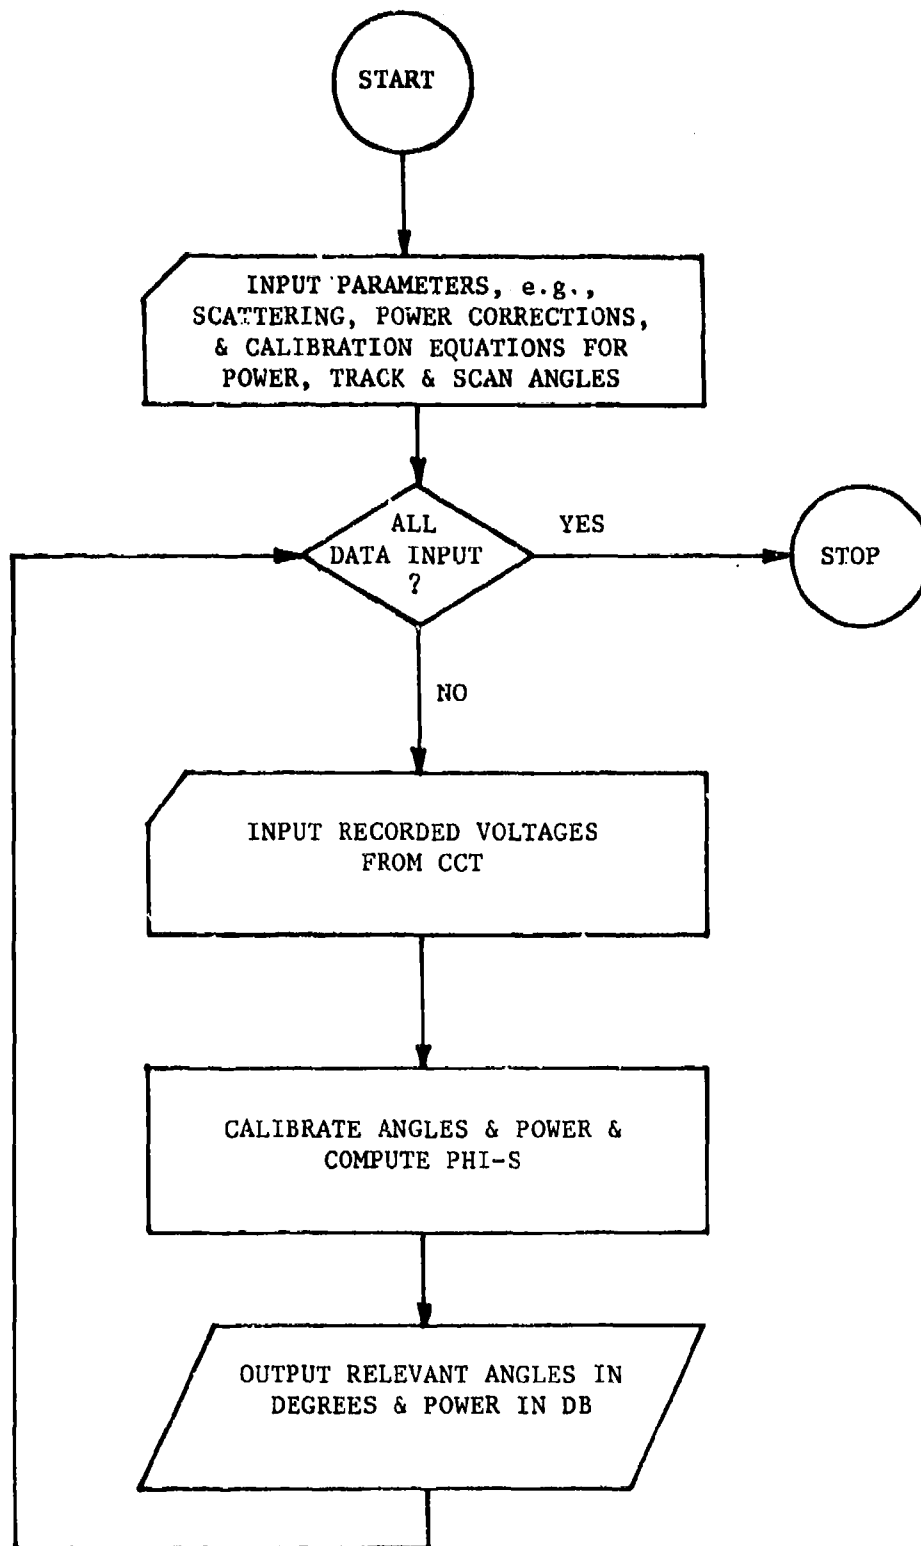 START
INPUT PARAMETERS, e.g.,
SCATTERING, POWER CORRECTIONS,
& CALIBRATION EQUATIONS FOR
POWER, TRACK & SCAN ANGLES
ALL
DATA INPUT
?
YES
STOP
NO
INPUT RECORDED VOLTAGES
FROM CCT
CALIBRATE ANGLES & POWER &
COMPUTE PHI-S
OUTPUT RELEVANT ANGLES IN
DEGREES & POWER IN DB